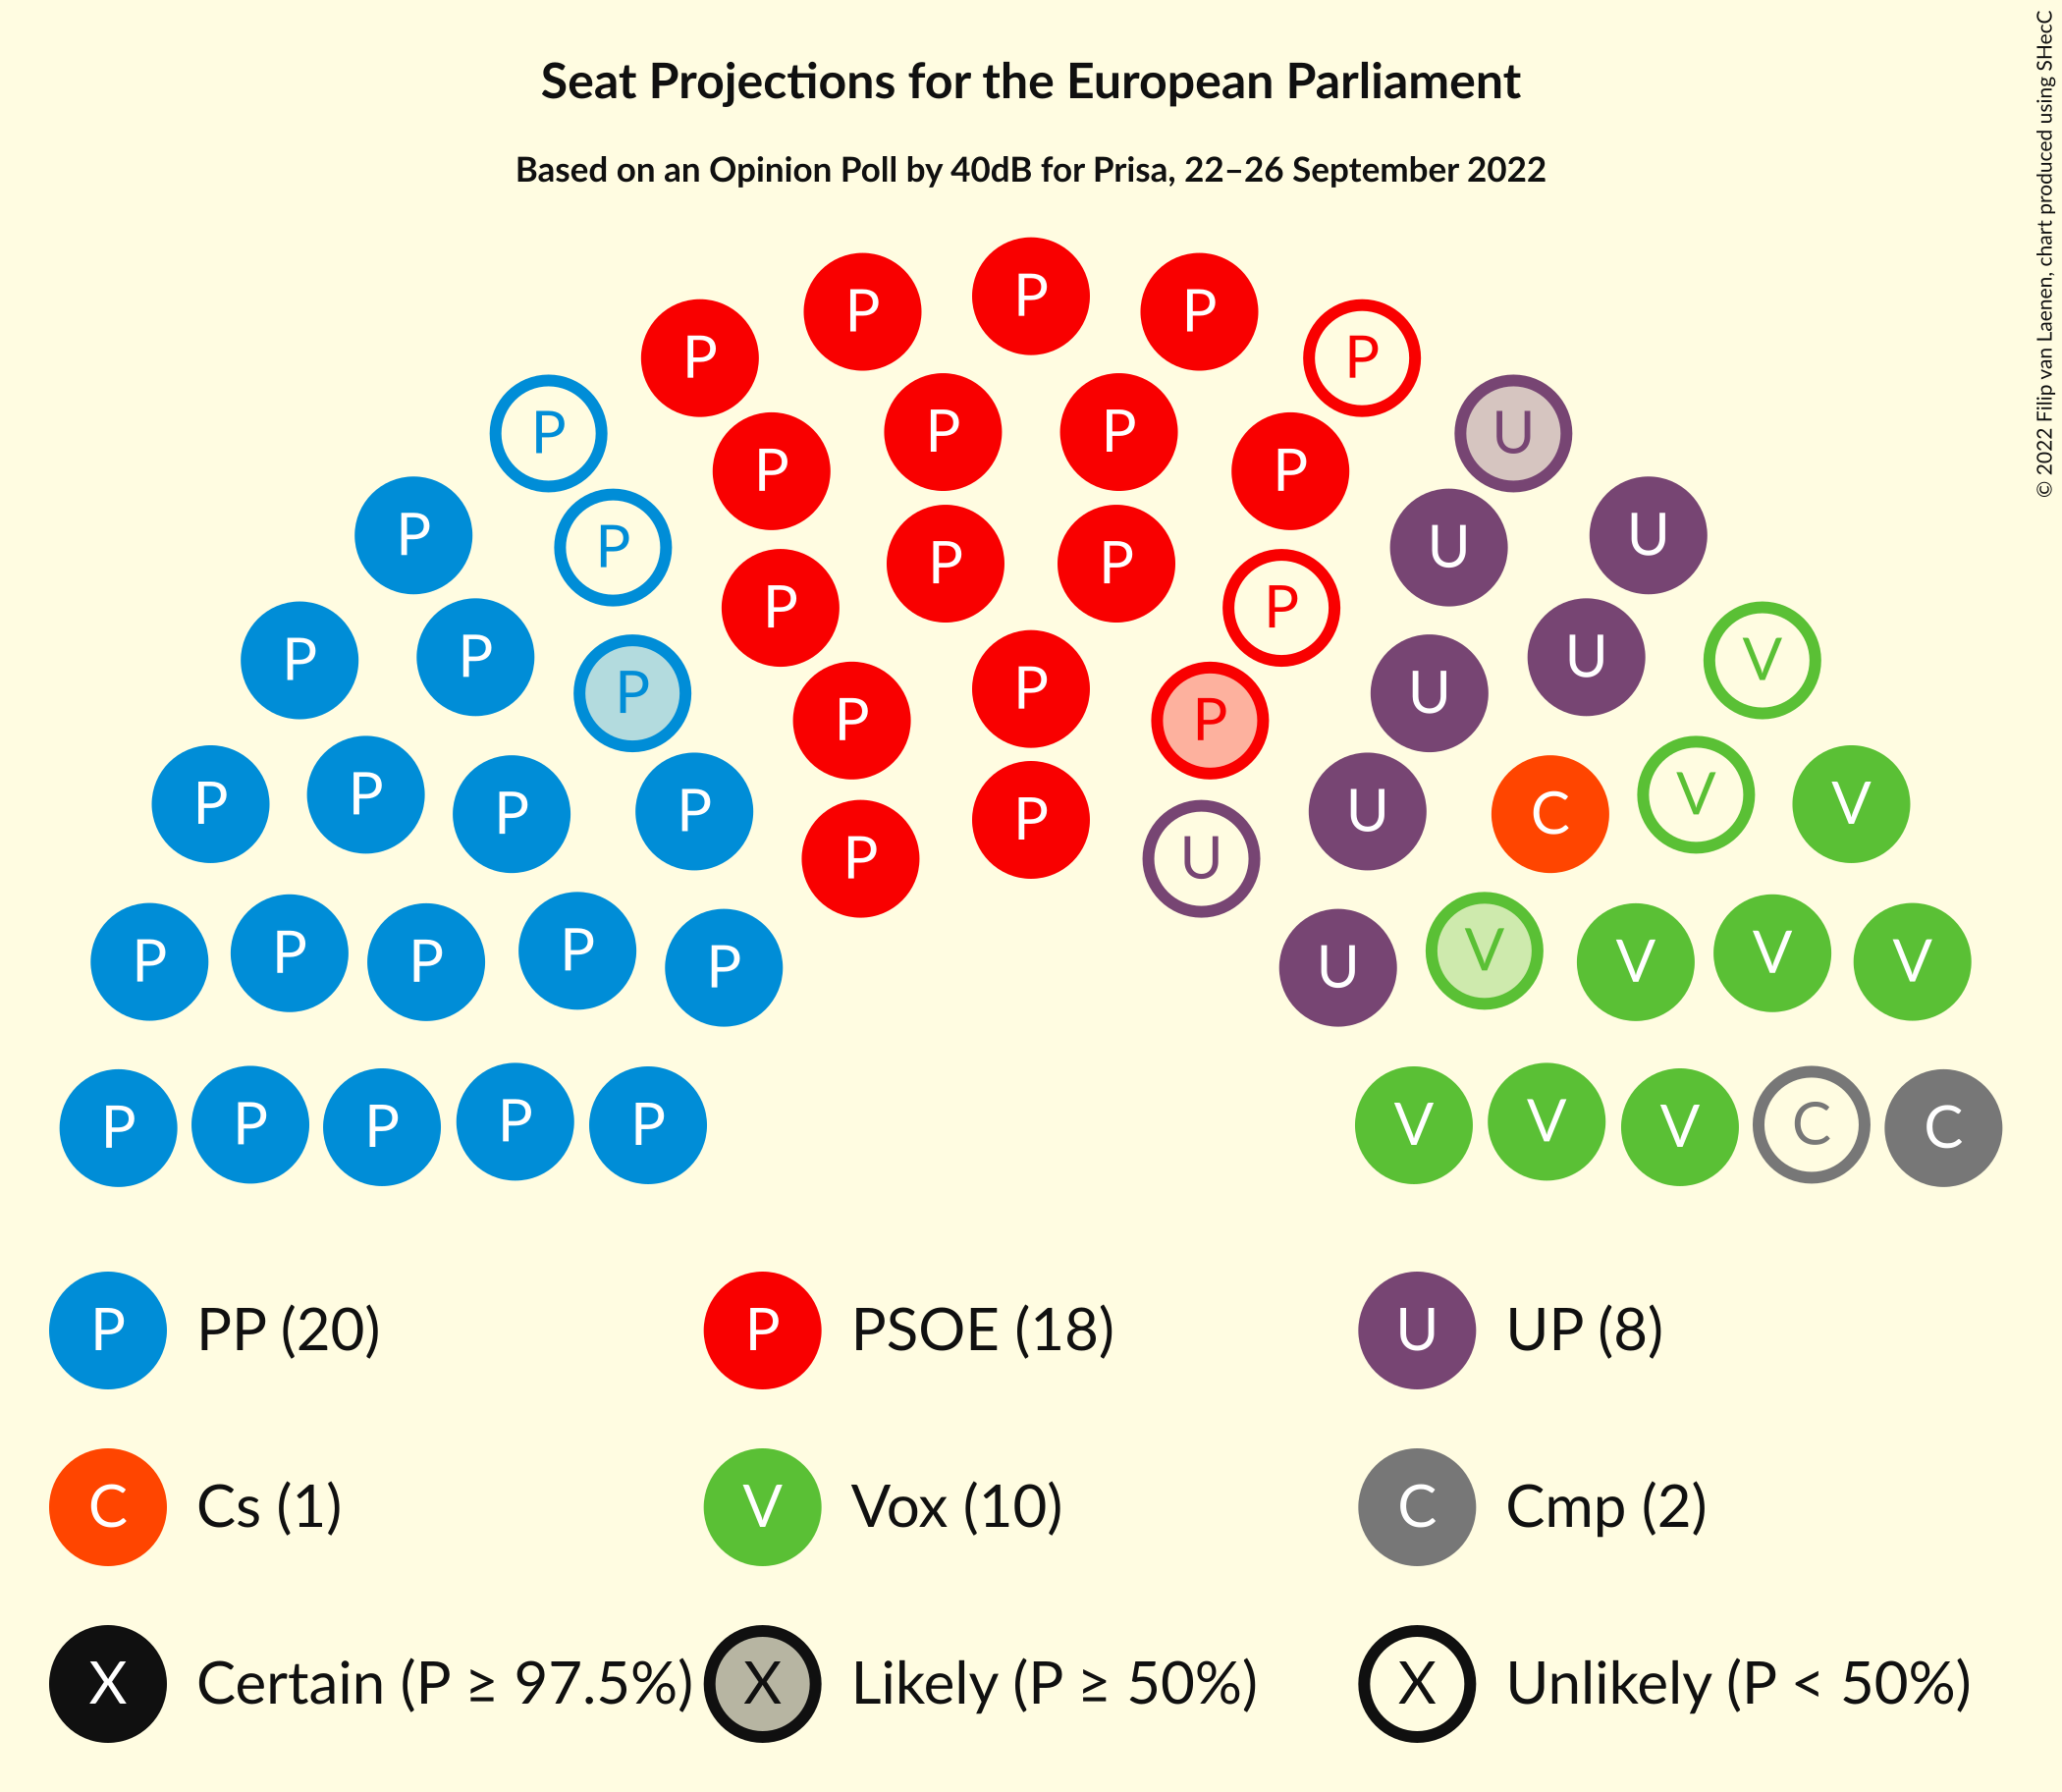 © 2022 Filip van Laenen, chart produced using SHecC
Seat Projections for the European Parliament
Based on an Opinion Poll by 40dB for Prisa, 22–26 September 2022
P
P P
P P
P P P U
P P
P P U U
P P
P P
P P U V
P P U
P P
P P P P P U C V V
P U
P P P P P U V V V V
P P P P P V V V C C
P PP (20) P PSOE (18) U UP (8)
C Cs (1) V Vox (10) C Cmp (2)
X Certain (P ≥ 97.5%) X Likely (P ≥ 50%) X Unlikely (P < 50%)